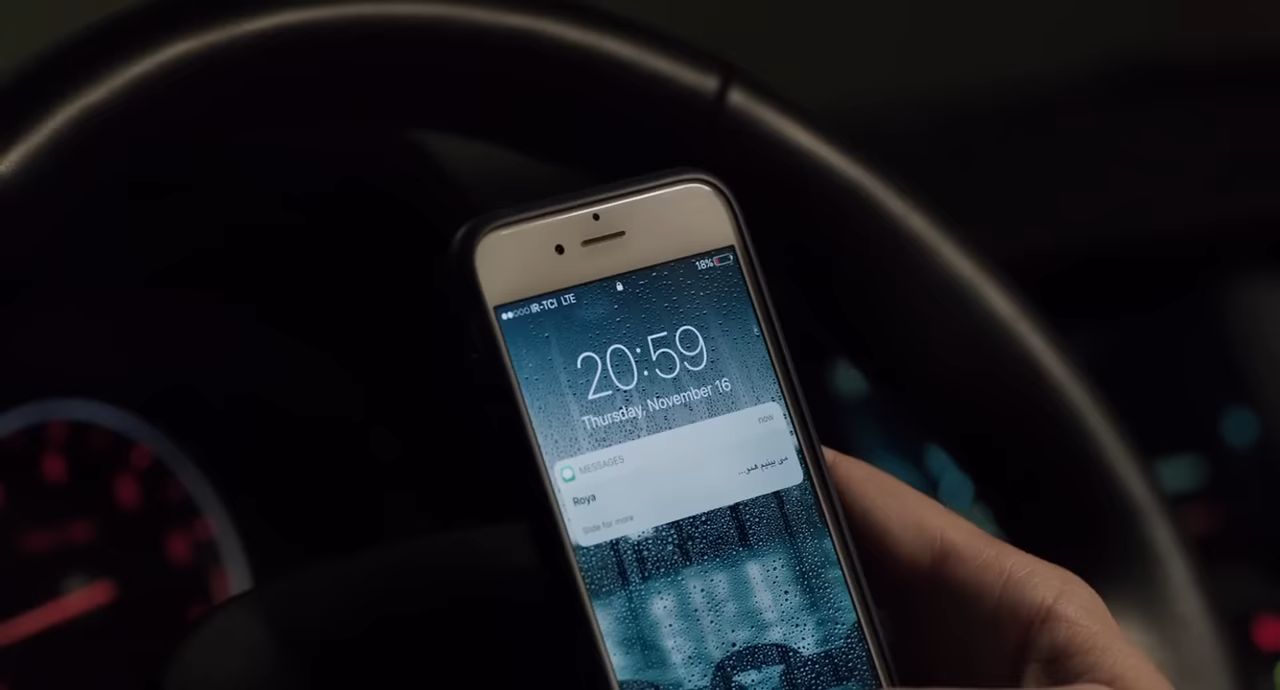 IR-TCI LTE 18%
20:59
Thursday, November 16
MESSAGES now
Roya
می بینیم همو...
Slide for more